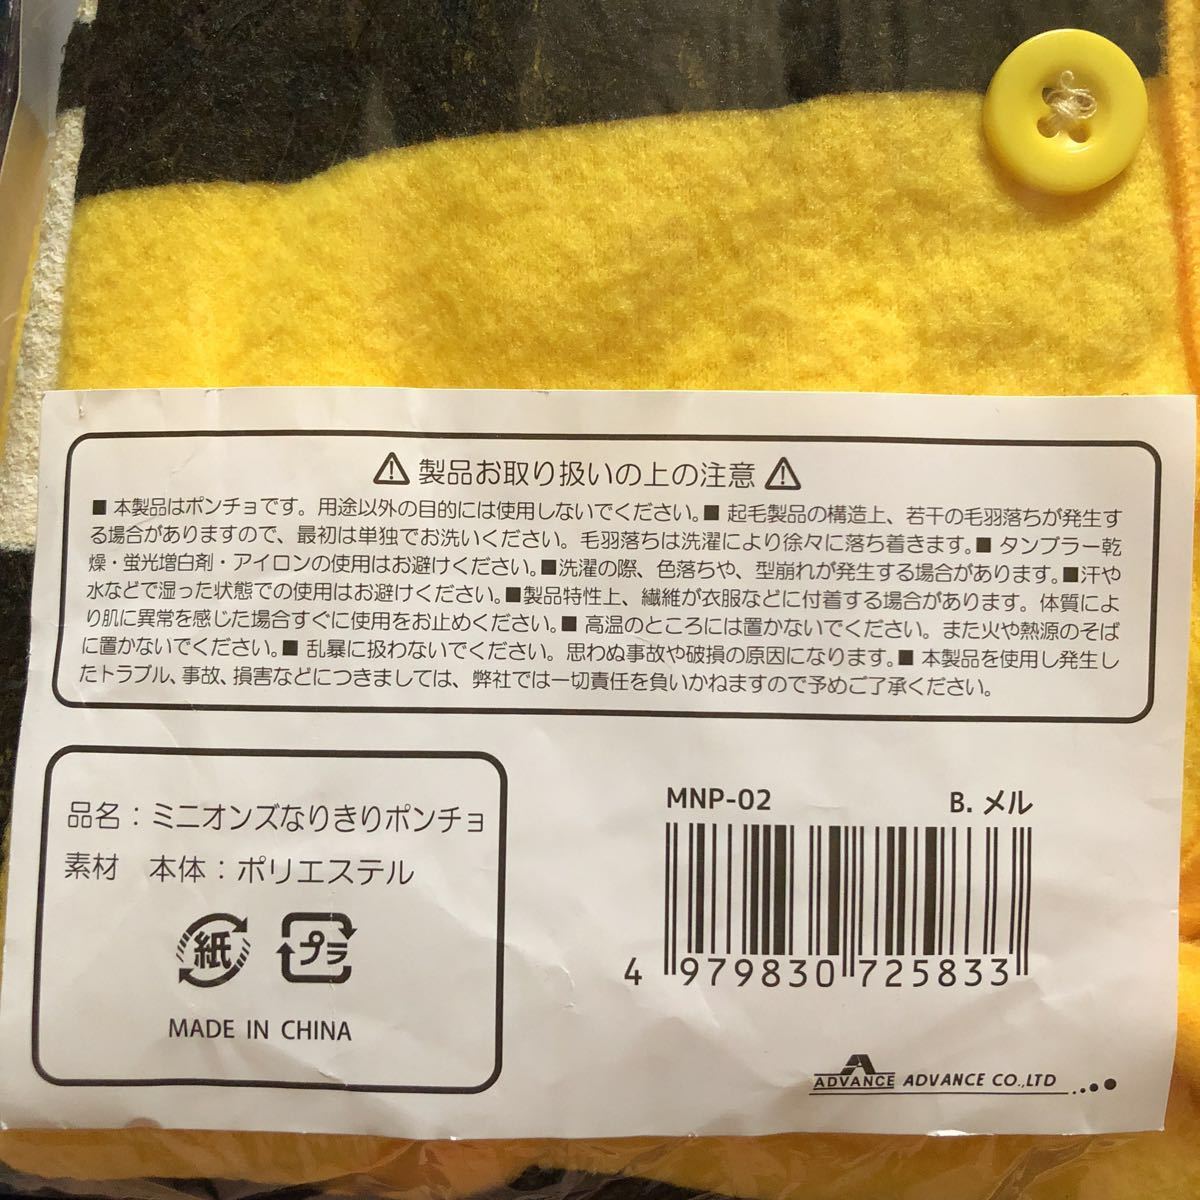 製品お取り扱いの上の注意
■ 本製品はポンチョです。用途以外の目的には使用しないでください。■ 起毛製品の構造上、若干の毛羽落ちが発生す
る場合がありますので、最初は単独でお洗いください。毛羽落ちは洗濯により徐々に落ち着きます。■ タンブラー乾
燥・蛍光増白剤・アイロンの使用はお避けください。■洗濯の際、色落ちや、型崩れが発生する場合があります。■汗や
水などで湿った状態での使用はお避けください。■製品特性上、繊維が衣服などに付着する場合があります。体質によ
り肌に異常を感じた場合すぐに使用をお止めください。■ 高温のところには置かないでください。また火や熱源のそば
に置かないでください。■ 乱暴に扱わないでください。思わぬ事故や破損の原因になります。■ 本製品を使用し発生し
たトラブル、事故、損害などにつきましては、弊社では一切責任を負いかねますので予めご了承ください。
品名：ミニオンズなりきりポンチョ
素材 本体：ポリエステル
紙 プラ
MADE IN CHINA
MNP-02 B. メル
4 979830 725833
A
ADVANCE ADVANCE CO.,LTD